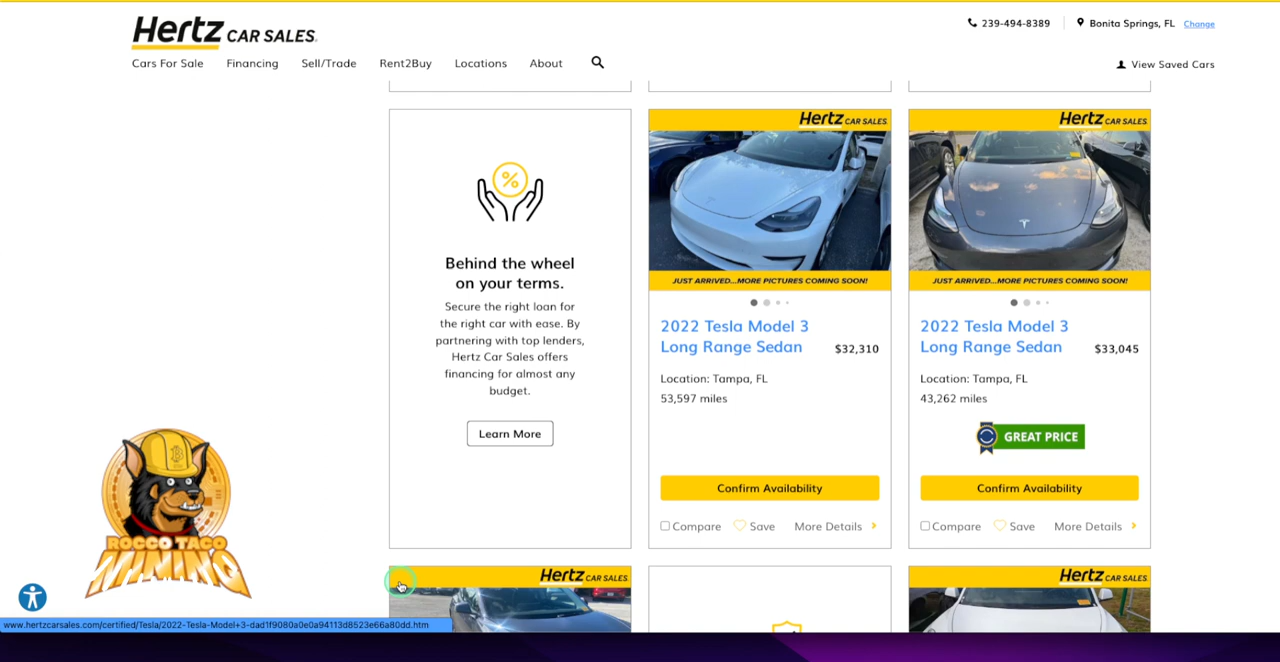 Hertz CAR SALES.
239-494-8389
Bonita Springs, FL
Change
Cars For Sale
Financing
Sell/Trade
Rent2Buy
Locations
About
View Saved Cars
%
Behind the wheel
on your terms.
Secure the right loan for
the right car with ease. By
partnering with top lenders,
Hertz Car Sales offers
financing for almost any
budget.
Learn More
Hertz CAR SALES.
JUST ARRIVED...MORE PICTURES COMING SOON!
2022 Tesla Model 3
Long Range Sedan
$32,310
Location: Tampa, FL
53,597 miles
Confirm Availability
Compare
Save
More Details
Hertz CAR SALES.
JUST ARRIVED...MORE PICTURES COMING SOON!
2022 Tesla Model 3
Long Range Sedan
$33,045
Location: Tampa, FL
43,262 miles
GREAT PRICE
Confirm Availability
Compare
Save
More Details
ROCCO TACO
MINING
Hertz CAR SALES.
Hertz CAR SALES.
www.hertzcarsales.com/certified/Tesla/2022-Tesla-Model+3-dad1f9080a0e0a94113d8523e66a80dd.htm